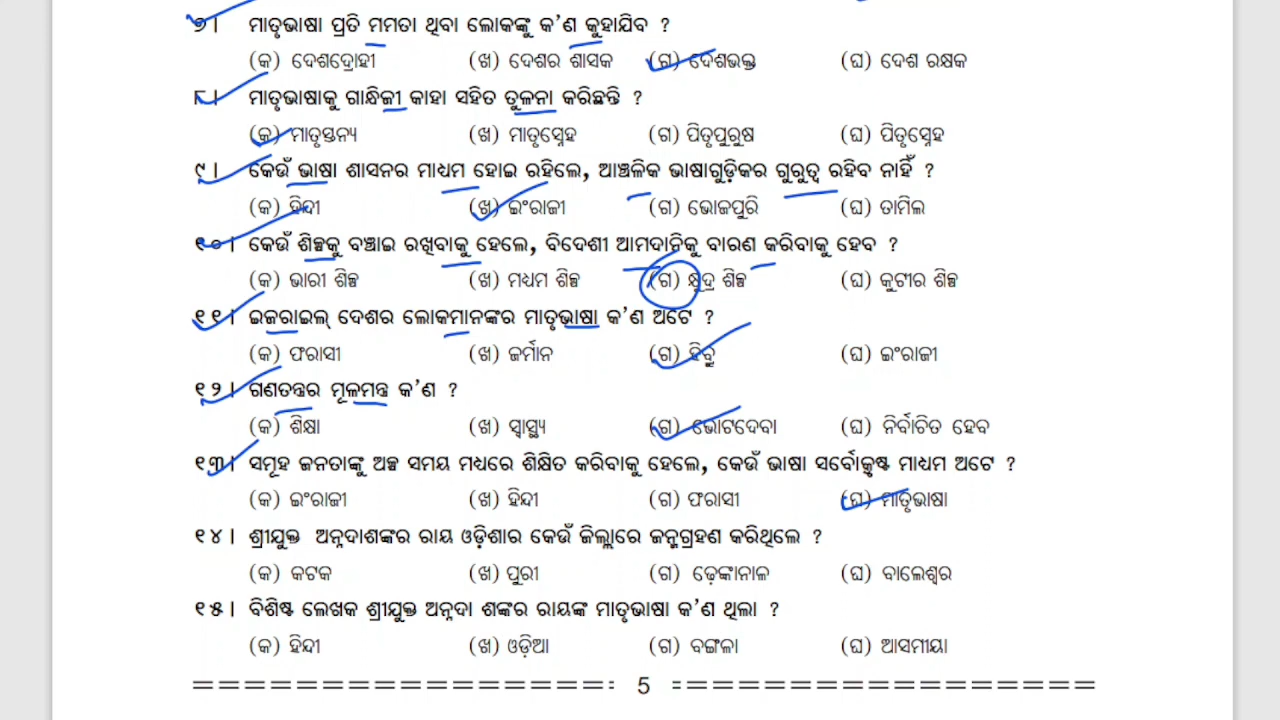 ୭। ମାତୃଭାଷା ପ୍ରତି ମମତା ଥିବା ଲୋକଙ୍କୁ କ'ଣ କୁହାଯିବ ?
(କ) ଦେଶଦ୍ରୋହୀ (ଖ) ଦେଶର ଶାସକ (ଗ) ଦେଶଭକ୍ତ (ଘ) ଦେଶ ରକ୍ଷକ
୮। ମାତୃଭାଷାକୁ ଗାନ୍ଧିଜୀ କାହା ସହିତ ତୁଳନା କରିଛନ୍ତି ?
(କ) ମାତୃସ୍ତନ୍ୟ (ଖ) ମାତୃସ୍ନେହ (ଗ) ପିତୃପୁରୁଷ (ଘ) ପିତୃସ୍ନେହ
୯। କେଉଁ ଭାଷା ଶାସନର ମାଧ୍ୟମ ହୋଇ ରହିଲେ, ଆଞ୍ଚଳିକ ଭାଷାଗୁଡ଼ିକର ଗୁରୁତ୍ୱ ରହିବ ନାହିଁ ?
(କ) ହିନ୍ଦୀ (ଖ) ଇଂରାଜୀ (ଗ) ଭୋଜପୁରି (ଘ) ତାମିଲ
୧୦। କେଉଁ ଶିଳ୍ପକୁ ବଞ୍ଚାଇ ରଖିବାକୁ ହେଲେ, ବିଦେଶୀ ଆମଦାନିକୁ ବାରଣ କରିବାକୁ ହେବ ?
(କ) ଭାରୀ ଶିଳ୍ପ (ଖ) ମଧ୍ୟମ ଶିଳ୍ପ (ଗ) କ୍ଷୁଦ୍ର ଶିଳ୍ପ (ଘ) କୁଟୀର ଶିଳ୍ପ
୧୧। ଇଜରାଇଲ୍ ଦେଶର ଲୋକମାନଙ୍କର ମାତୃଭାଷା କ'ଣ ଅଟେ ?
(କ) ଫରାସୀ (ଖ) ଜର୍ମାନ (ଗ) ହିବ୍ରୁ (ଘ) ଇଂରାଜୀ
୧୨। ଗଣତନ୍ତ୍ରର ମୂଳମନ୍ତ୍ର କ'ଣ ?
(କ) ଶିକ୍ଷା (ଖ) ସ୍ୱାସ୍ଥ୍ୟ (ଗ) ଭୋଟଦେବା (ଘ) ନିର୍ବାଚିତ ହେବ
୧୩। ସମୂହ ଜନତାଙ୍କୁ ଅଳ୍ପ ସମୟ ମଧ୍ୟରେ ଶିକ୍ଷିତ କରିବାକୁ ହେଲେ, କେଉଁ ଭାଷା ସର୍ବୋତ୍କୃଷ୍ଟ ମାଧ୍ୟମ ଅଟେ ?
(କ) ଇଂରାଜୀ (ଖ) ହିନ୍ଦୀ (ଗ) ଫରାସୀ (ଘ) ମାତୃଭାଷା
୧୪। ଶ୍ରୀଯୁକ୍ତ ଅନ୍ନଦାଶଙ୍କର ରାୟ ଓଡ଼ିଶାର କେଉଁ ଜିଲ୍ଲାରେ ଜନ୍ମଗ୍ରହଣ କରିଥିଲେ ?
(କ) କଟକ (ଖ) ପୁରୀ (ଗ) ଢେ଼ଙ୍କାନାଳ (ଘ) ବାଲେଶ୍ୱର
୧୫। ବିଶିଷ୍ଟ ଲେଖକ ଶ୍ରୀଯୁକ୍ତ ଅନ୍ନଦା ଶଙ୍କର ରାୟଙ୍କ ମାତୃଭାଷା କ'ଣ ଥିଲା ?
(କ) ହିନ୍ଦୀ (ଖ) ଓଡ଼ିଆ (ଗ) ବଙ୍ଗଳା (ଘ) ଆସମୀୟା
5